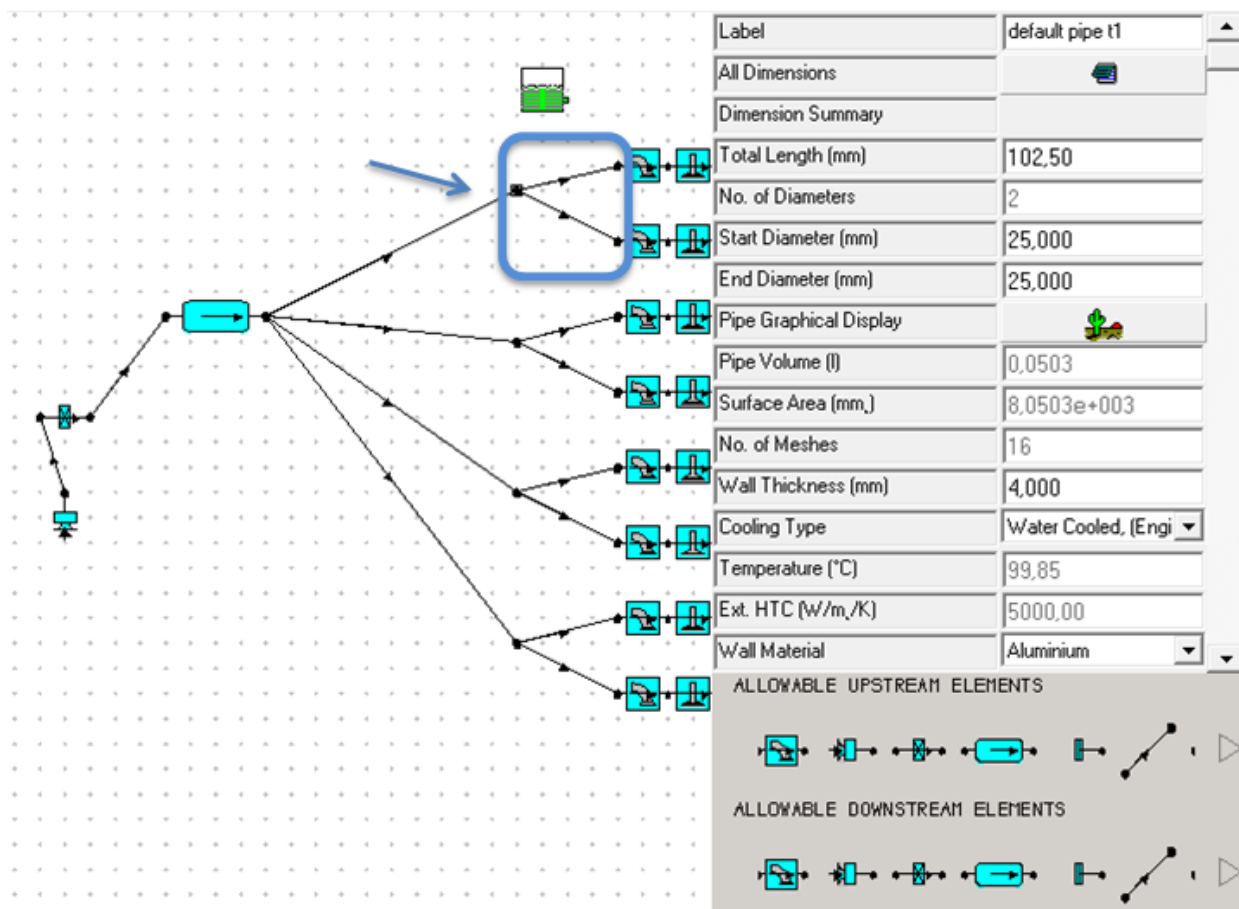 Label default pipe t1
All Dimensions
Dimension Summary
Total Length (mm) 102,50
No. of Diameters 2
Start Diameter (mm) 25,000
End Diameter (mm) 25,000
Pipe Graphical Display
Pipe Volume (l) 0,0503
Surface Area (mm,) 8,0503e+003
No. of Meshes 16
Wall Thickness (mm) 4,000
Cooling Type Water Cooled, (Engi
Temperature (°C) 99,85
Ext. HTC (W/m,/K) 5000,00
Wall Material Aluminium
ALLOWABLE UPSTREAM ELEMENTS
ALLOWABLE DOWNSTREAM ELEMENTS